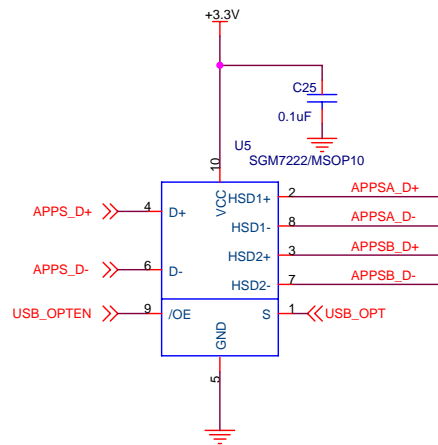 +3.3V
C25
0.1uF
U5
SGM7222/MSOP10
10
VCC
APPS_D+ 4 D+ HSD1+ 2 APPSA_D+
HSD1- 8 APPSA_D-
HSD2+ 3 APPSB_D+
APPS_D- 6 D- HSD2- 7 APPSB_D-
USB_OPTEN 9 /OE S 1 USB_OPT
GND
5